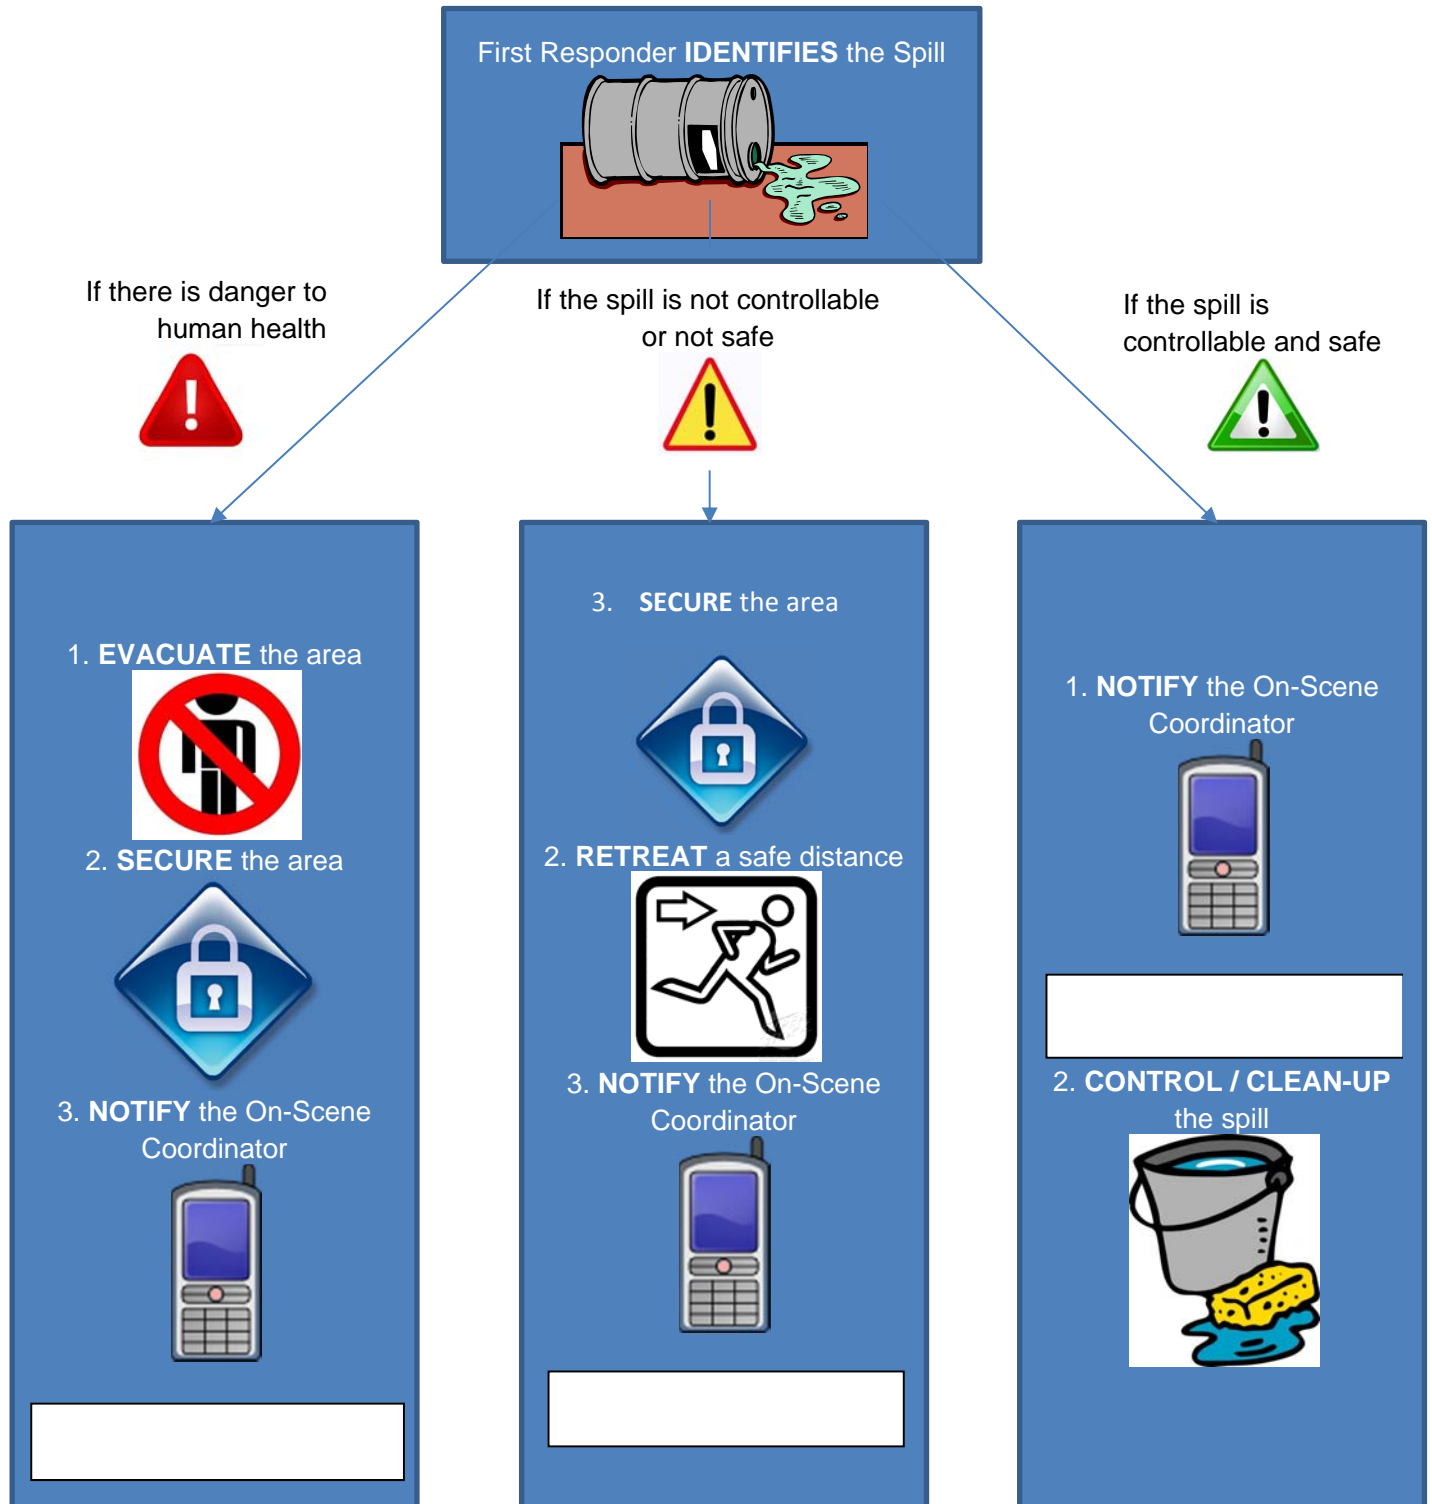 First Responder IDENTIFIES the Spill
If there is danger to
human health
If the spill is not controllable
or not safe
If the spill is
controllable and safe
1. EVACUATE the area
2. SECURE the area
3. NOTIFY the On-Scene
Coordinator
3. SECURE the area
2. RETREAT a safe distance
3. NOTIFY the On-Scene
Coordinator
1. NOTIFY the On-Scene
Coordinator
2. CONTROL / CLEAN-UP
the spill